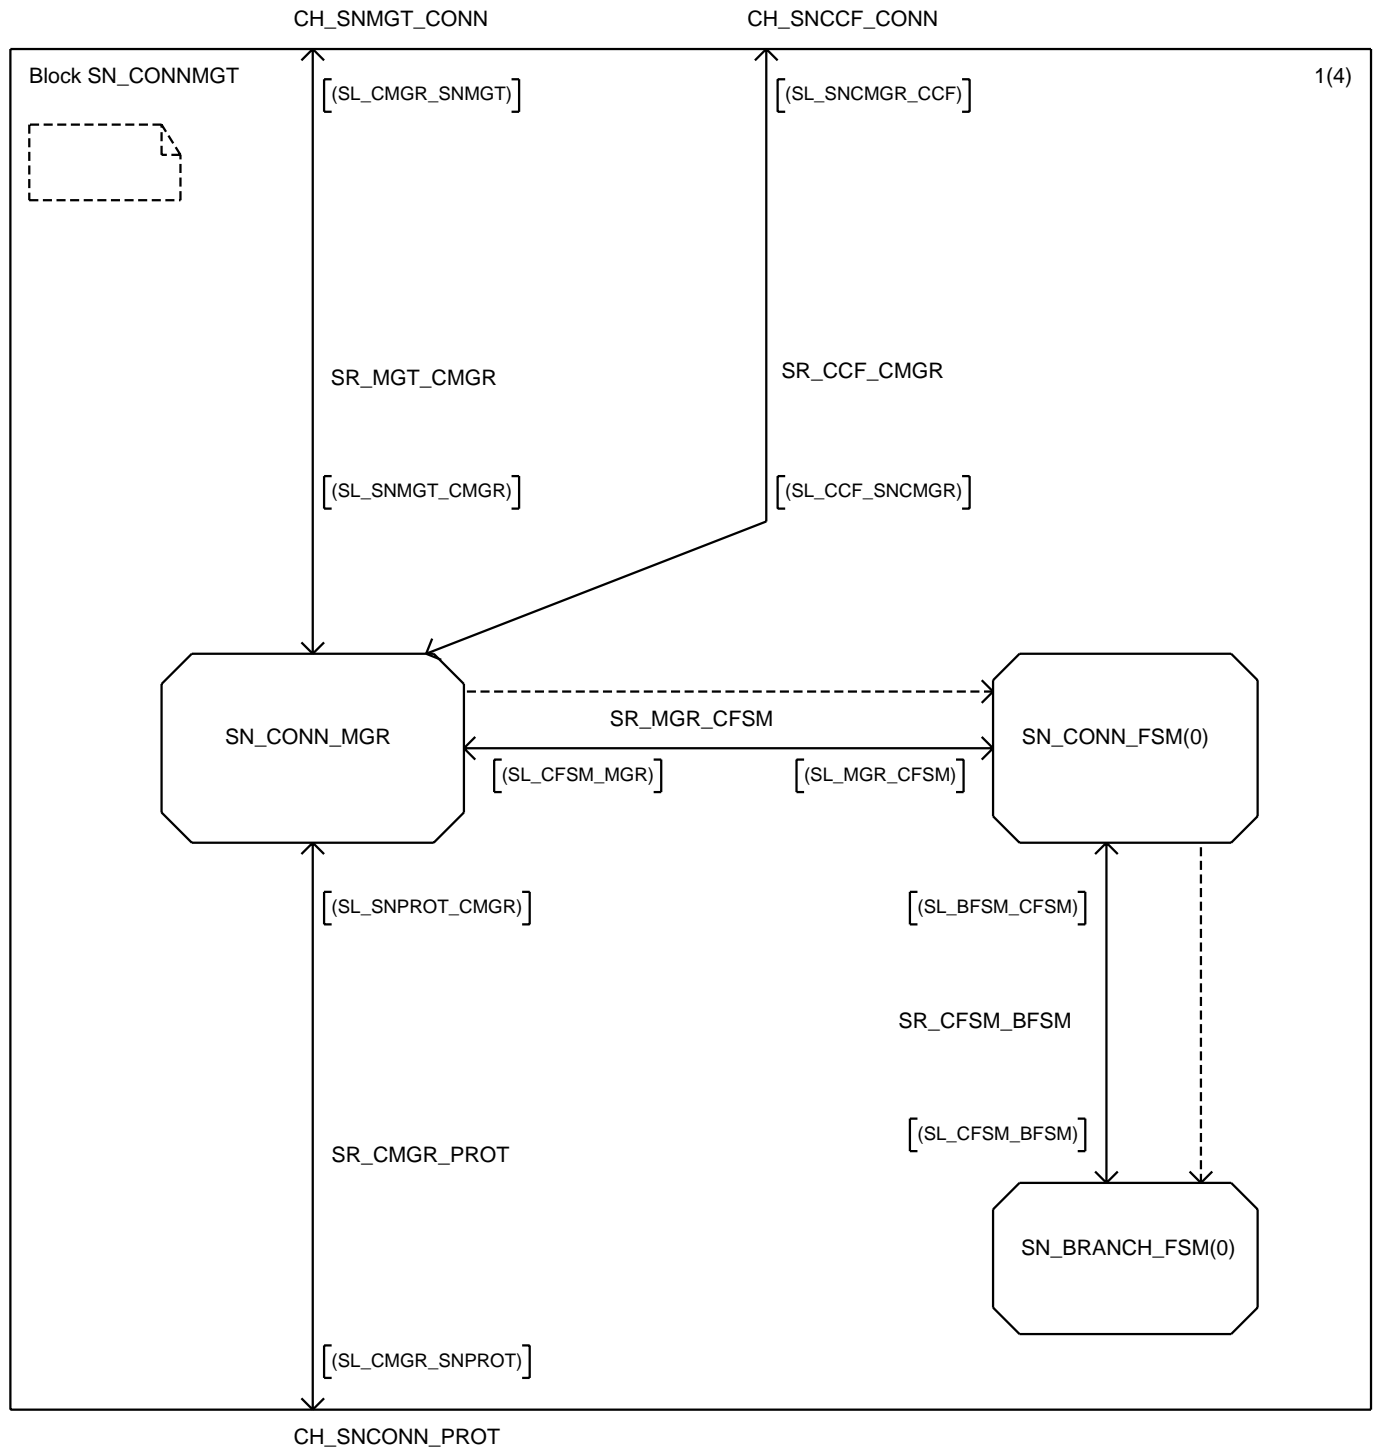 CH_SNMGT_CONN
CH_SNCCF_CONN
Block SN_CONNMGT
1(4)
[(SL_CMGR_SNMGT)]
[(SL_SNCMGR_CCF)]
SR_MGT_CMGR
SR_CCF_CMGR
[(SL_SNMGT_CMGR)]
[(SL_CCF_SNCMGR)]
SN_CONN_MGR
SR_MGR_CFSM
SN_CONN_FSM(0)
[(SL_CFSM_MGR)]
[(SL_MGR_CFSM)]
[(SL_SNPROT_CMGR)]
[(SL_BFSM_CFSM)]
SR_CFSM_BFSM
[(SL_CFSM_BFSM)]
SR_CMGR_PROT
SN_BRANCH_FSM(0)
[(SL_CMGR_SNPROT)]
CH_SNCONN_PROT